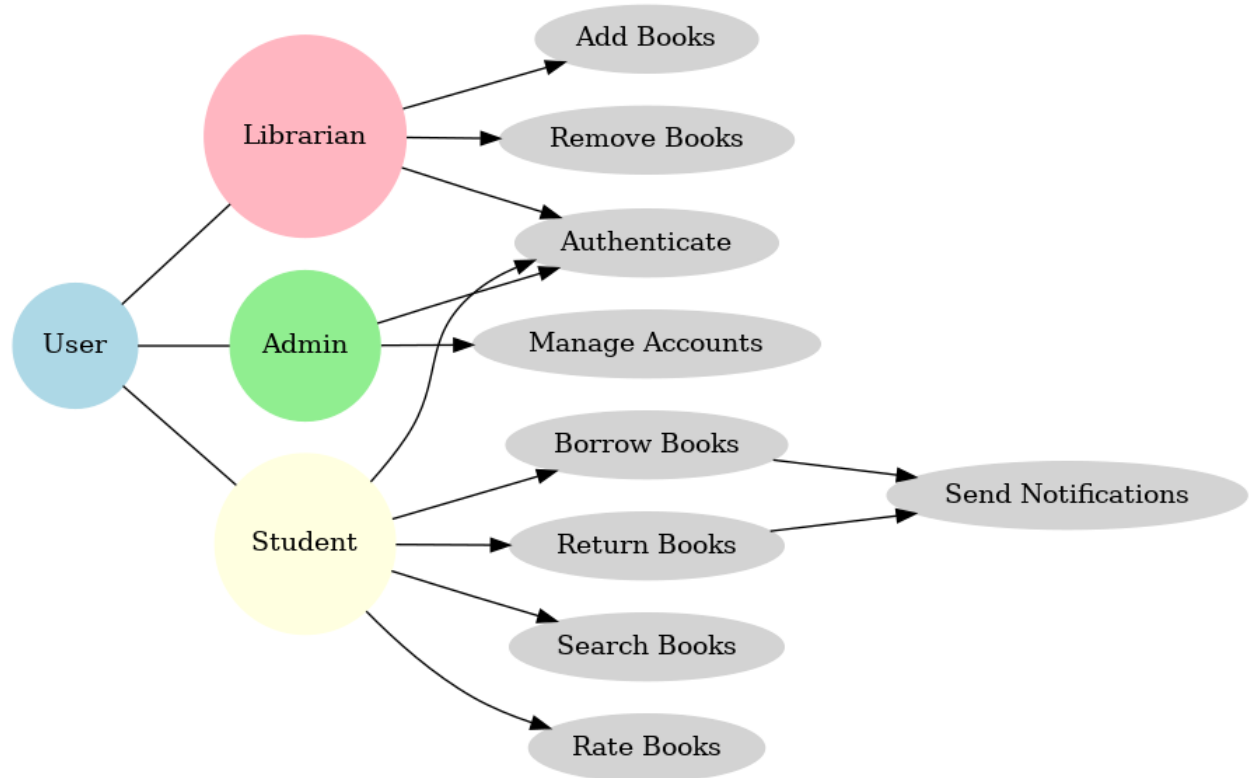 Add Books
Librarian
Remove Books
Authenticate
User
Admin
Manage Accounts
Borrow Books
Send Notifications
Student
Return Books
Search Books
Rate Books